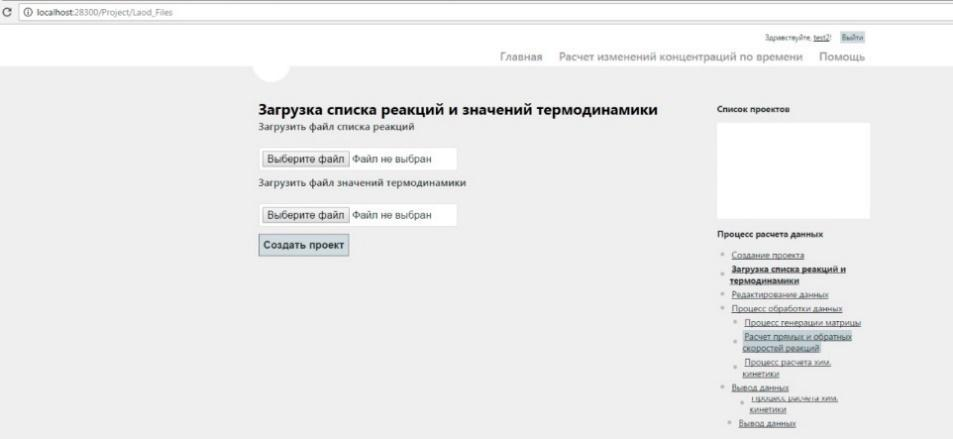 localhost:28300/Project/Laod_Files
Здравствуйте, test2! Выйти
Главная Расчет изменений концентраций по времени Помощь
Загрузка списка реакций и значений термодинамики
Загрузить файл списка реакций
Выберите файл Файл не выбран
Загрузить файл значений термодинамики
Выберите файл Файл не выбран
Создать проект
Список проектов
Процесс расчета данных
Создание проекта
Загрузка списка реакций и
термодинамики
Редактирование данных
Процесс обработки данных
Процесс генерации матрицы
Расчет прямых и обратных
скоростей реакций
Процесс расчета хим.
кинетики
Вывод данных
Процесс расчета хим.
кинетики
Вывод данных